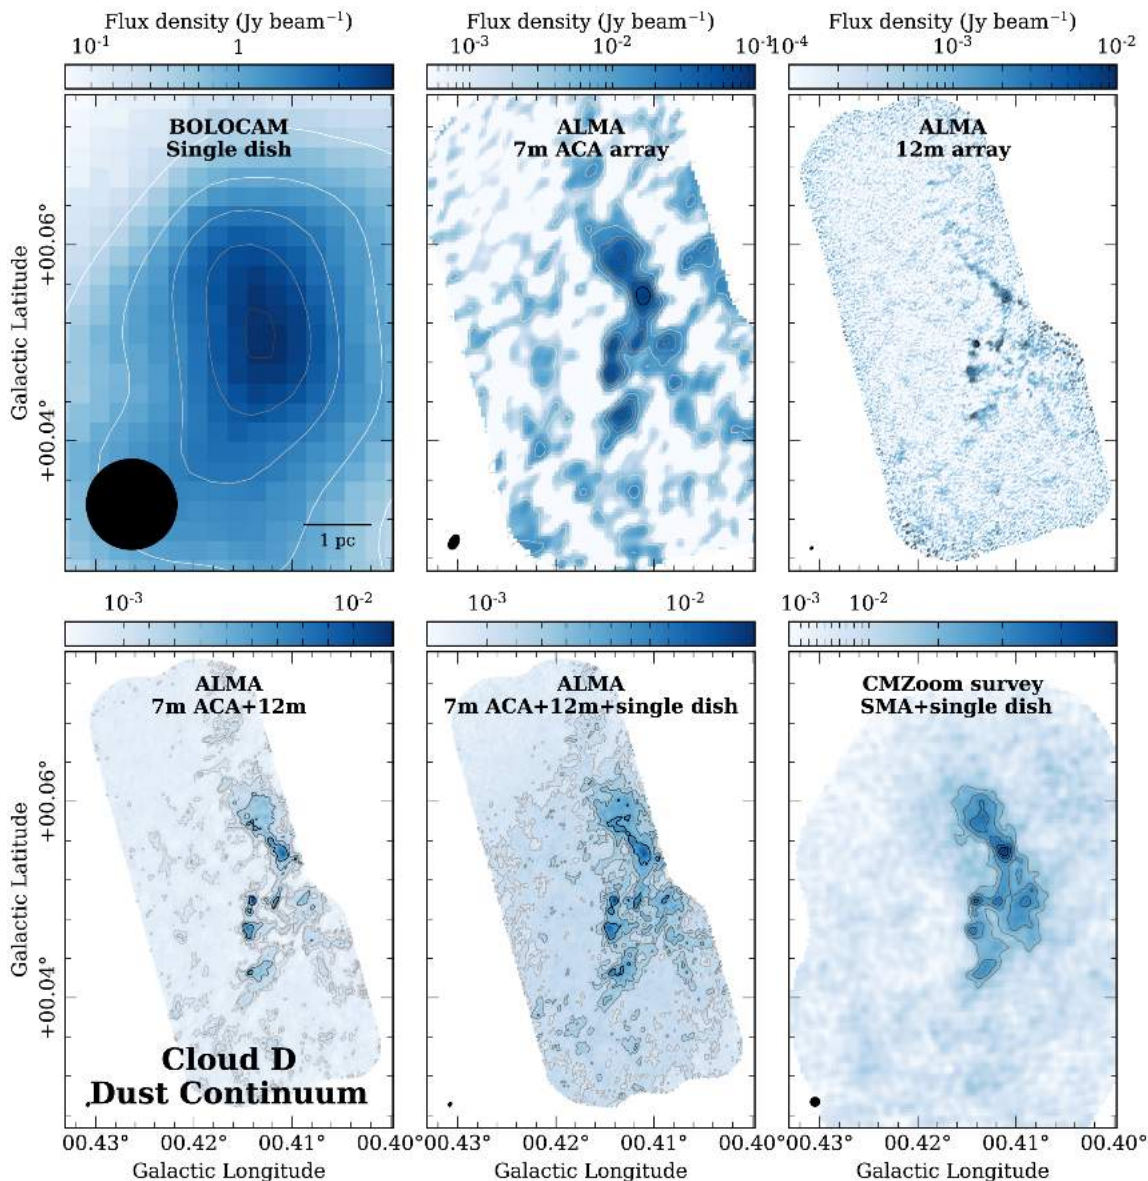 Flux density (Jy beam⁻¹) Flux density (Jy beam⁻¹) Flux density (Jy beam⁻¹)
10⁻¹ 1 10⁻³ 10⁻² 10⁻¹ 10⁻⁴ 10⁻³ 10⁻²
BOLOCAM
Single dish
ALMA
7m ACA array
ALMA
12m array
Galactic Latitude
+00.06°
+00.04°
1 pc
10⁻³ 10⁻² 10⁻³ 10⁻² 10⁻³ 10⁻²
ALMA
7m ACA+12m
ALMA
7m ACA+12m+single dish
CMZoom survey
SMA+single dish
Galactic Latitude
+00.06°
+00.04°
Cloud D
Dust Continuum
00.43° 00.42° 00.41° 00.40° 00.43° 00.42° 00.41° 00.40° 00.43° 00.42° 00.41° 00.40°
Galactic Longitude Galactic Longitude Galactic Longitude